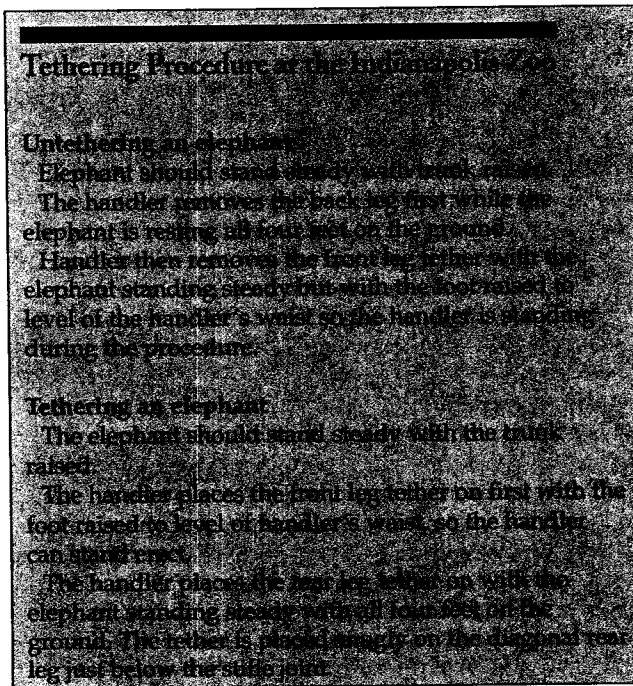 Tethering Procedure at the Indianapolis Zoo
Untethering an elephant
Elephant should stand steady with trunk raised.
The handler removes the back leg first while the
elephant is resting all four feet on the ground.
Handler then removes the front leg tether with the
elephant standing steady but with the foot raised to
level of the handler's waist so the handler is standing
during the procedure.
Tethering an elephant
The elephant should stand steady with the trunk
raised.
The handler places the front leg tether on first with the
foot raised to level of handler's waist, so the handler
can stand erect.
The handler places the rear leg tether on with the
elephant standing steady with all four feet on the
ground. The tether is placed snugly on the diagonal rear
leg just below the stifle joint.